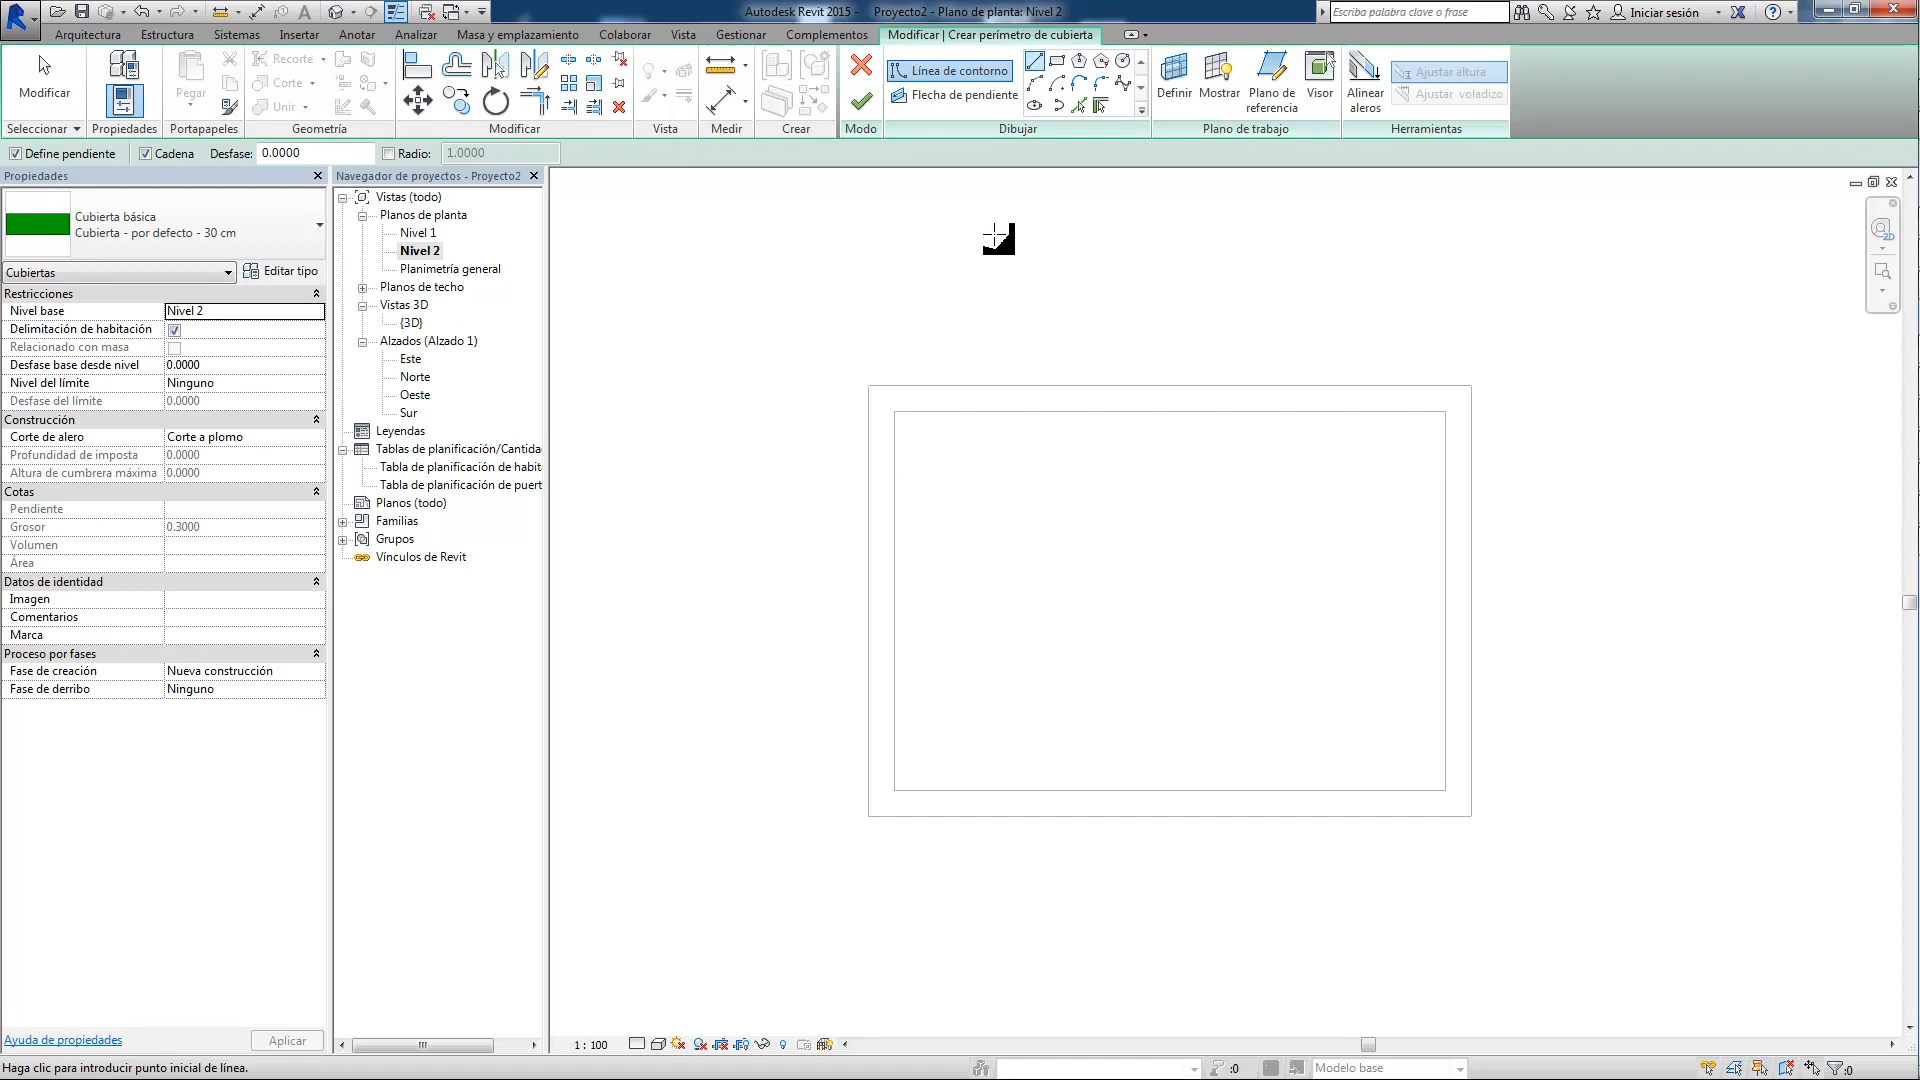 Autodesk Revit 2015 - Proyecto2 - Plano de planta: Nivel 2
Escriba palabra clave o frase
Iniciar sesión
Arquitectura Estructura Sistemas Insertar Anotar Analizar Masa y emplazamiento Colaborar Vista Gestionar Complementos Modificar | Crear perímetro de cubierta
Modificar
Pegar
Recorte
Corte
Unir
Línea de contorno
Flecha de pendiente
Definir
Mostrar
Plano de referencia
Visor
Alinear aleros
Ajustar altura
Ajustar voladizo
Seleccionar Propiedades Portapapeles Geometría Modificar Vista Medir Crear Modo Dibujar Plano de trabajo Herramientas
Define pendiente Cadena Desfase: 0.0000 Radio: 1.0000
Propiedades
Cubierta básica
Cubierta - por defecto - 30 cm
Cubiertas Editar tipo
Restricciones
Nivel base Nivel 2
Delimitación de habitación
Relacionado con masa
Desfase base desde nivel 0.0000
Nivel del límite Ninguno
Desfase del límite 0.0000
Construcción
Corte de alero Corte a plomo
Profundidad de imposta 0.0000
Altura de cumbrera máxima 0.0000
Cotas
Pendiente
Grosor 0.3000
Volumen
Área
Datos de identidad
Imagen
Comentarios
Marca
Proceso por fases
Fase de creación Nueva construcción
Fase de derribo Ninguno
Ayuda de propiedades Aplicar
Navegador de proyectos - Proyecto2
Vistas (todo)
Planos de planta
Nivel 1
Nivel 2
Planimetría general
Planos de techo
Vistas 3D
{3D}
Alzados (Alzado 1)
Este
Norte
Oeste
Sur
Leyendas
Tablas de planificación/Cantida
Tabla de planificación de habit
Tabla de planificación de puert
Planos (todo)
Familias
Grupos
Vínculos de Revit
2D
1 : 100
Haga clic para introducir punto inicial de línea.
:0
Modelo base
:0